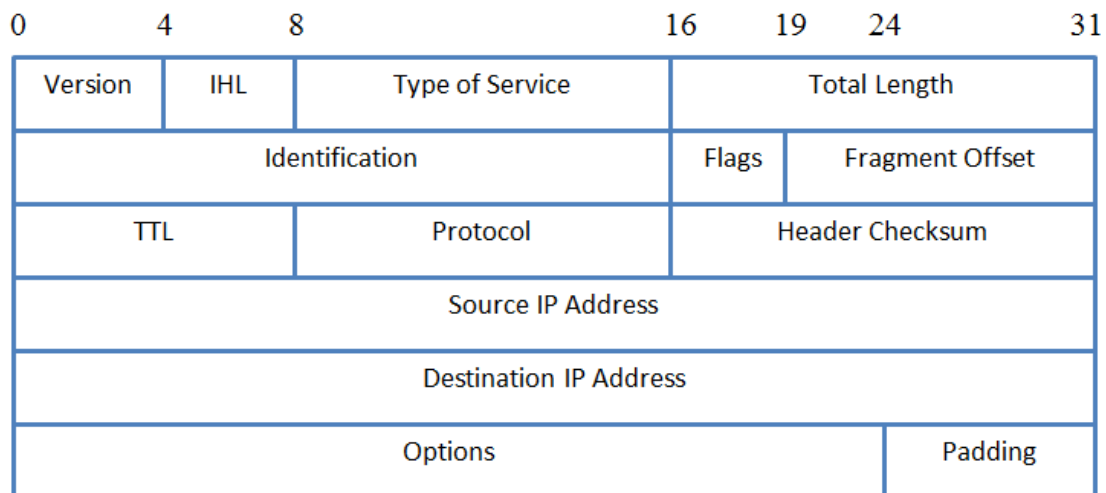 0 4 8 16 19 24 31
Version IHL Type of Service Total Length
Identification Flags Fragment Offset
TTL Protocol Header Checksum
Source IP Address
Destination IP Address
Options Padding